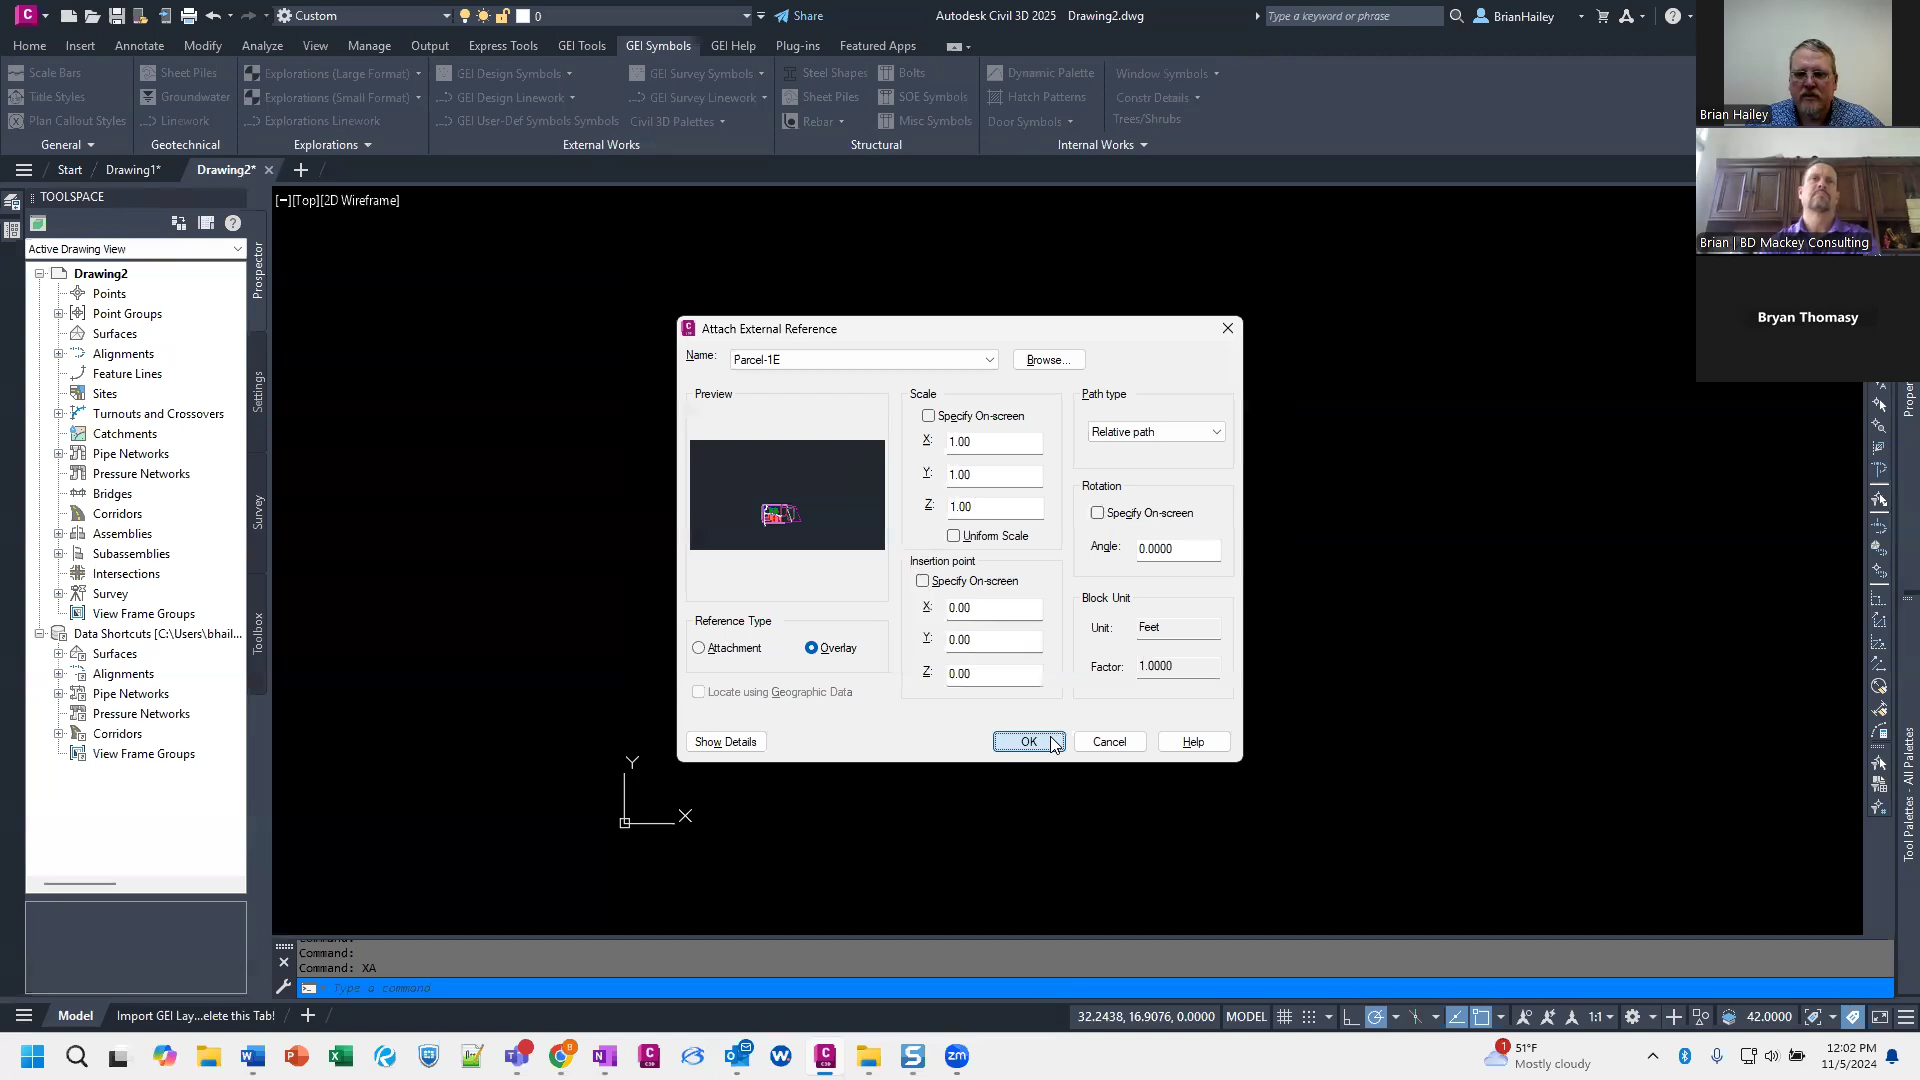 Custom
0
Share
Autodesk Civil 3D 2025 Drawing2.dwg
Type a keyword or phrase
BrianHailey
Home Insert Annotate Modify Analyze View Manage Output Express Tools GEI Tools GEI Symbols GEI Help Plug-ins Featured Apps
Scale Bars
Title Styles
Plan Callout Styles
General
Sheet Piles
Groundwater
Linework
Geotechnical
Explorations (Large Format)
Explorations (Small Format)
Explorations Linework
Explorations
GEI Design Symbols
GEI Design Linework
GEI User-Def Symbols Symbols
GEI Survey Symbols
GEI Survey Linework
Civil 3D Palettes
External Works
Steel Shapes
Sheet Piles
Rebar
Bolts
SOE Symbols
Misc Symbols
Structural
Dynamic Palette
Hatch Patterns
Door Symbols
Window Symbols
Constr Details
Trees/Shrubs
Internal Works
Start Drawing1* Drawing2*
TOOLSPACE
Active Drawing View
Drawing2
Points
Point Groups
Surfaces
Alignments
Feature Lines
Sites
Turnouts and Crossovers
Catchments
Pipe Networks
Pressure Networks
Bridges
Corridors
Assemblies
Subassemblies
Intersections
Survey
View Frame Groups
Data Shortcuts [C:\Users\bhail...
Surfaces
Alignments
Pipe Networks
Pressure Networks
Corridors
View Frame Groups
Prospector
Settings
Survey
Toolbox
[−][Top][2D Wireframe]
Attach External Reference
Name: Parcel-1E Browse...
Preview
Reference Type
Attachment Overlay
Locate using Geographic Data
Show Details
Scale
Specify On-screen
X: 1.00
Y: 1.00
Z: 1.00
Uniform Scale
Insertion point
Specify On-screen
X: 0.00
Y: 0.00
Z: 0.00
Path type
Relative path
Rotation
Specify On-screen
Angle: 0.0000
Block Unit
Unit: Feet
Factor: 1.0000
OK Cancel Help
Y
X
Brian Hailey
Brian | BD Mackey Consulting
Bryan Thomasy
Tool Palettes - All Palettes
Command:
Command: XA
Type a command
Model Import GEI Lay...elete this Tab!
32.2438, 16.9076, 0.0000 MODEL 1:1 42.0000
1
51°F
Mostly cloudy
12:02 PM
11/5/2024